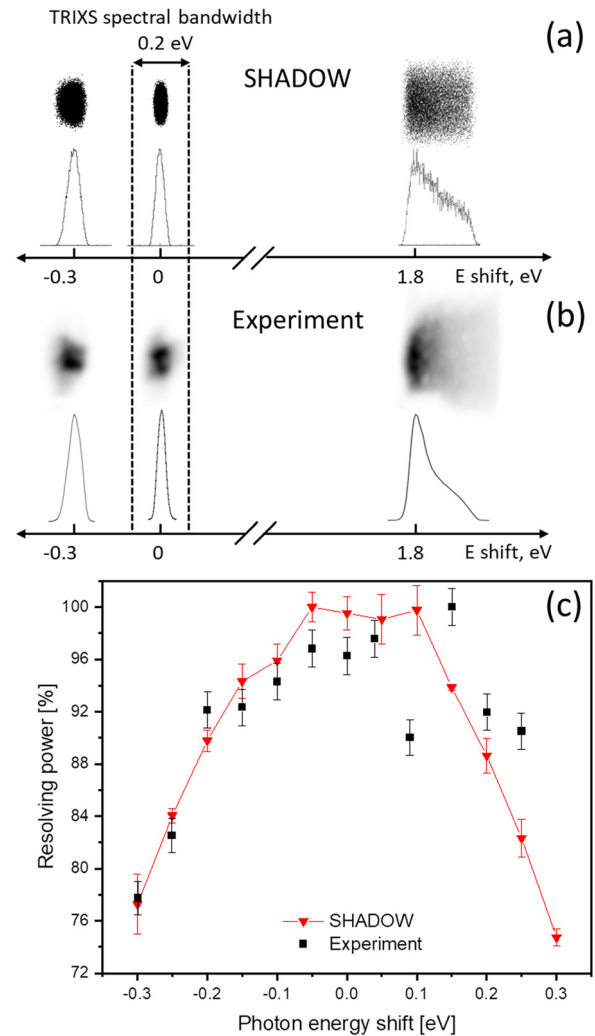 TRIXS spectral bandwidth
0.2 eV
(a)
SHADOW
-0.3 0 1.8 E shift, eV
Experiment
(b)
-0.3 0 1.8 E shift, eV
(c)
100
96
92
88
84
80
76
72
Resolving power [%]
SHADOW
Experiment
-0.3 -0.2 -0.1 0.0 0.1 0.2 0.3
Photon energy shift [eV]